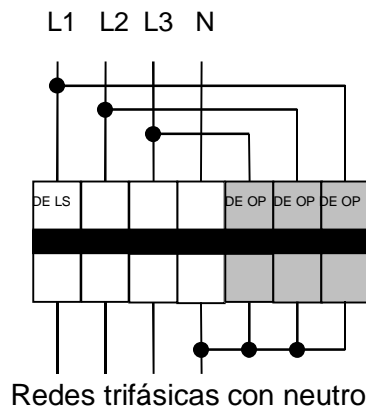 L1 L2 L3 N
DE LS DE OP DE OP DE OP
Redes trifásicas con neutro